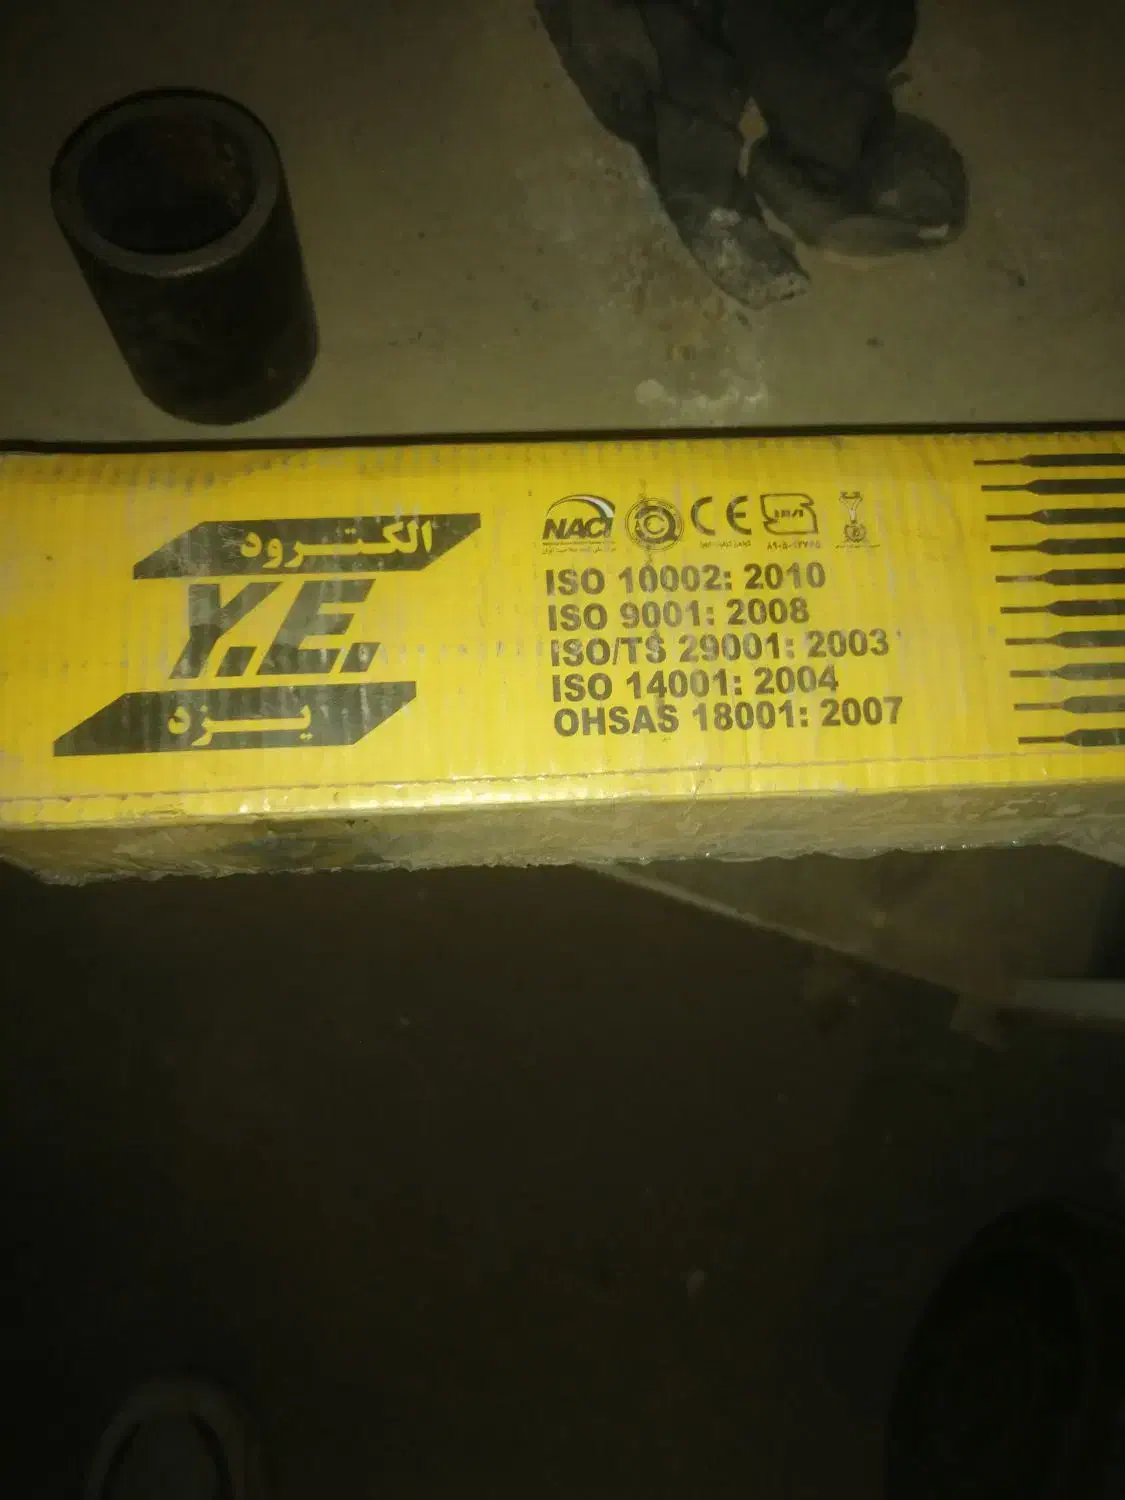 الکترود
Y.E.
یزد
NACI
CE
ISO 10002: 2010
ISO 9001: 2008
ISO/TS 29001: 2003
ISO 14001: 2004
OHSAS 18001: 2007